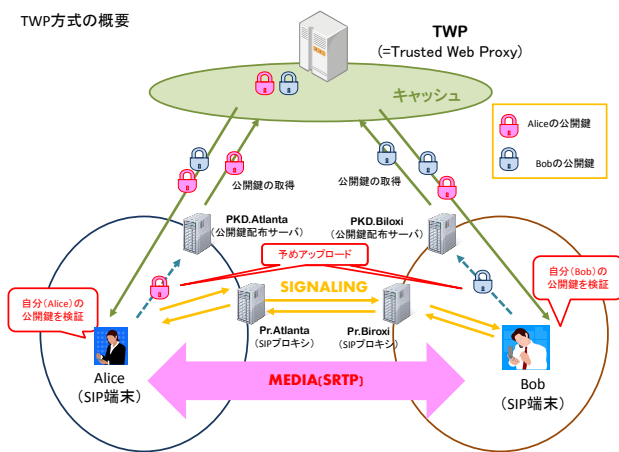 TWP方式の概要
TWP
(=Trusted Web Proxy)
キャッシュ
Aliceの公開鍵
Bobの公開鍵
公開鍵の取得
公開鍵の取得
PKD.Atlanta
(公開鍵配布サーバ)
PKD.Biloxi
(公開鍵配布サーバ)
予めアップロード
自分(Alice)の
公開鍵を検証
自分(Bob)の
公開鍵を検証
SIGNALING
Pr.Atlanta
(SIPプロキシ)
Pr.Biroxi
(SIPプロキシ)
MEDIA(SRTP)
Alice
(SIP端末)
Bob
(SIP端末)